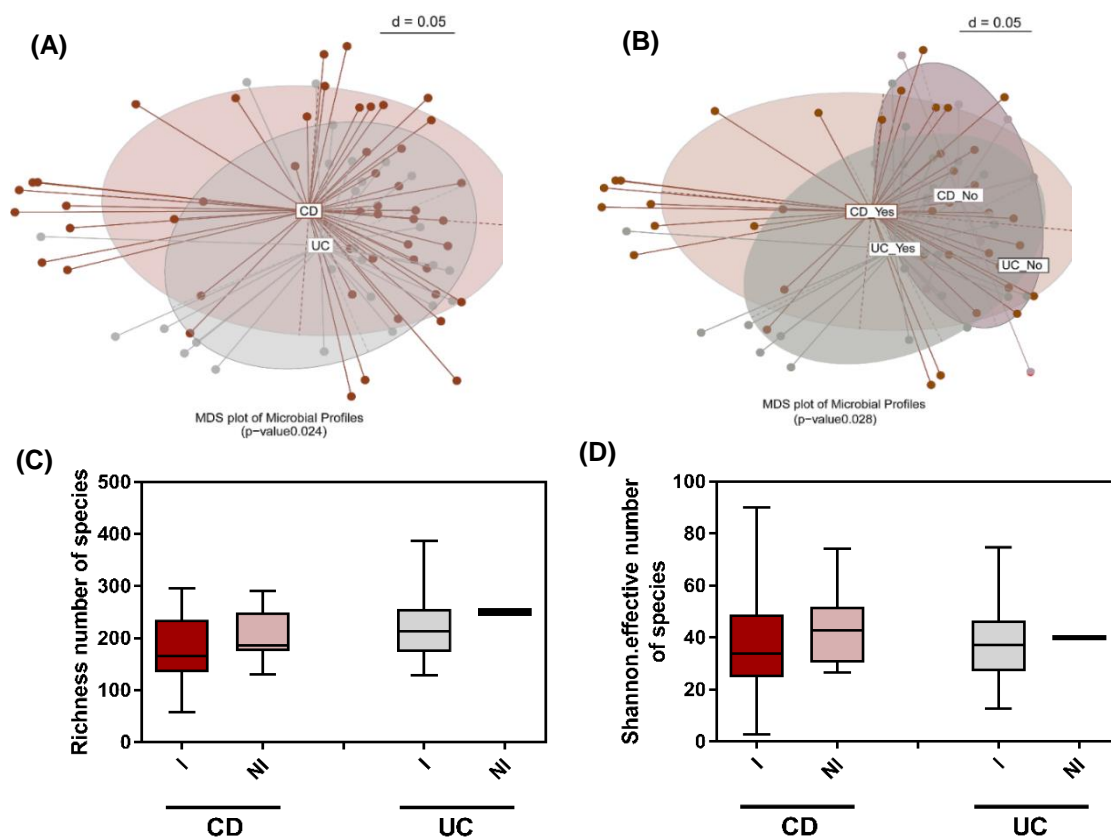 (A)
d = 0.05
CD
UC
MDS plot of Microbial Profiles
(p−value0.024)
(B)
d = 0.05
CD_No
CD_Yes
UC_Yes
UC_No
MDS plot of Microbial Profiles
(p−value0.028)
(C)
Richness number of species
500
400
300
200
100
0
I
NI
I
NI
CD
UC
(D)
Shannon.effective number
of species
100
80
60
40
20
0
I
NI
I
NI
CD
UC